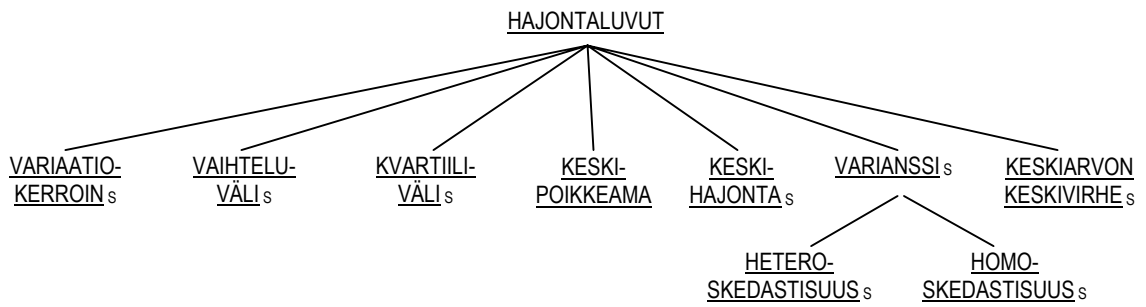 HAJONTALUVUT
VARIAATIO-
KERROIN S
VAIHTELU-
VÄLI S
KVARTIILI-
VÄLI S
KESKI-
POIKKEAMA
KESKI-
HAJONTA S
VARIANSSI S
KESKIARVON
KESKIVIRHE S
HETERO-
SKEDASTISUUS S
HOMO-
SKEDASTISUUS S